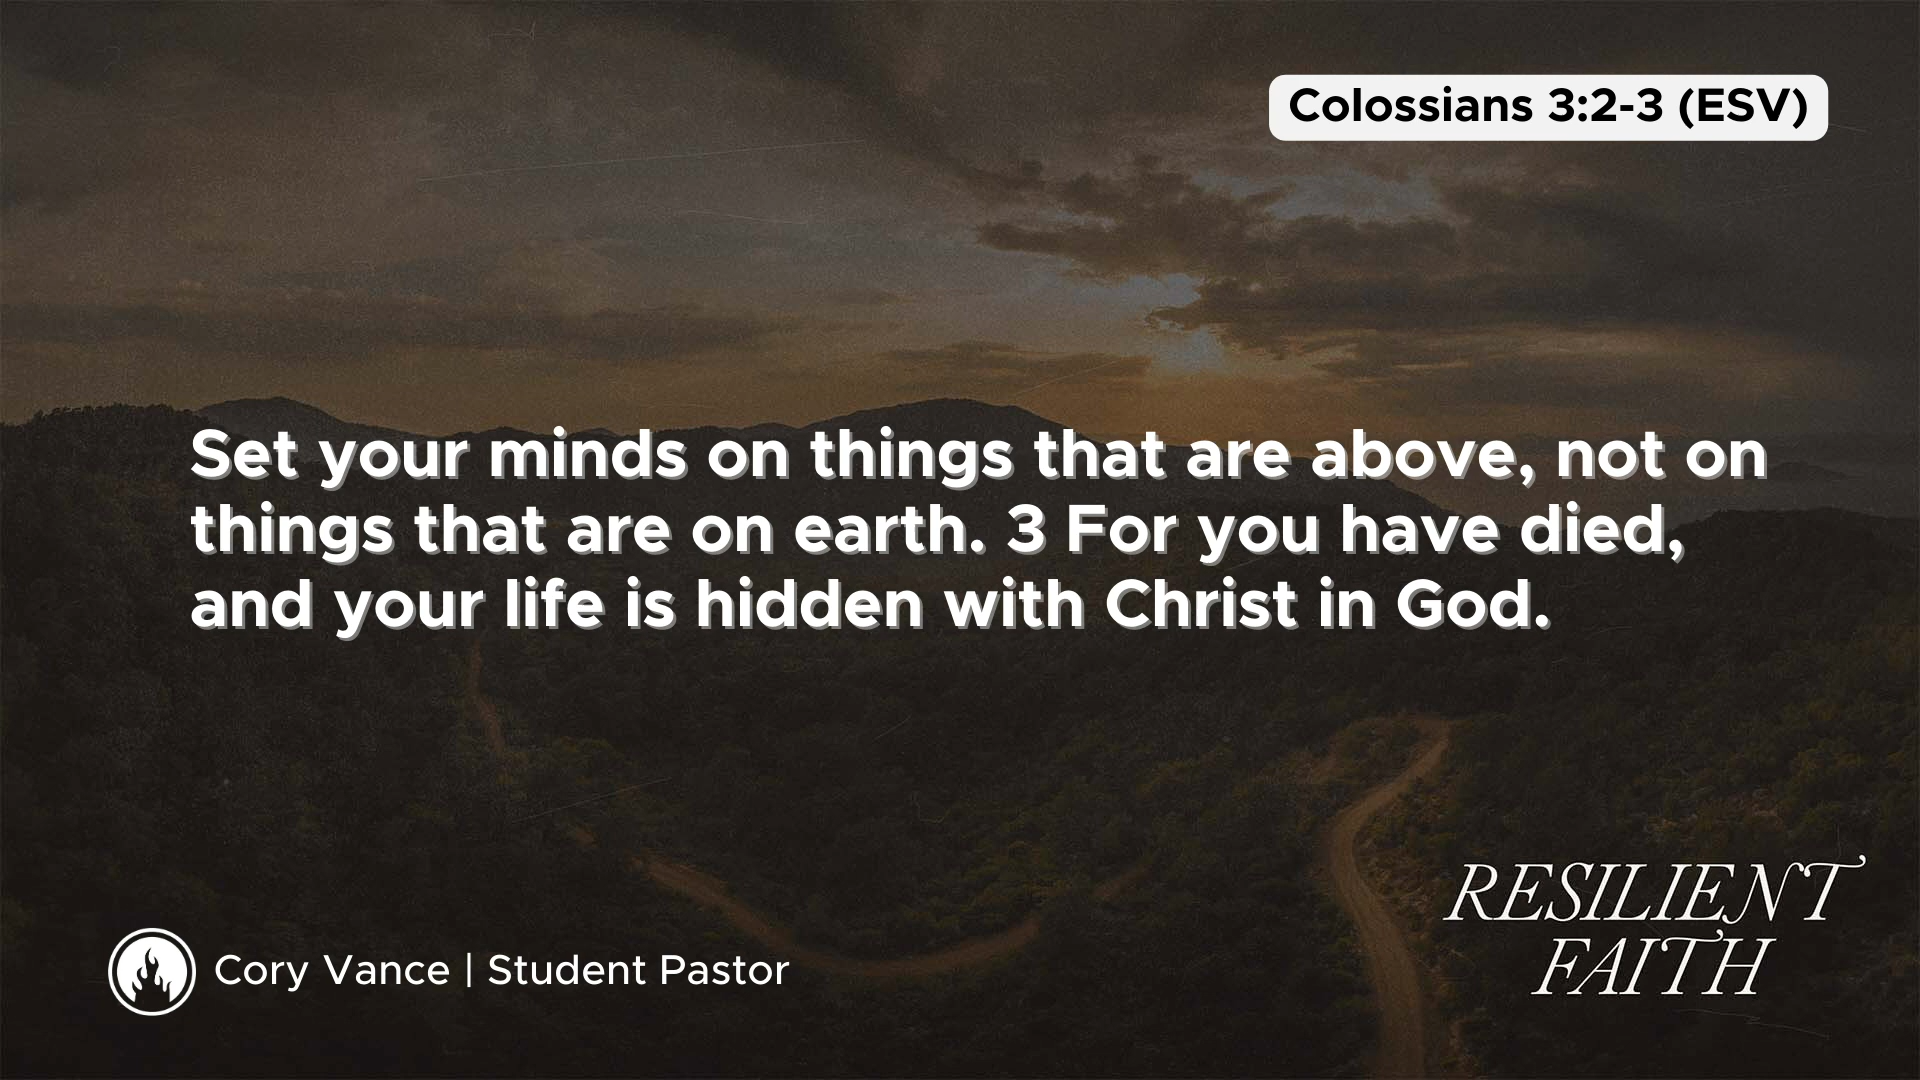 Colossians 3:2-3 (ESV)
Set your minds on things that are above, not on
things that are on earth. 3 For you have died,
and your life is hidden with Christ in God.
Cory Vance | Student Pastor
RESILIENT
FAITH